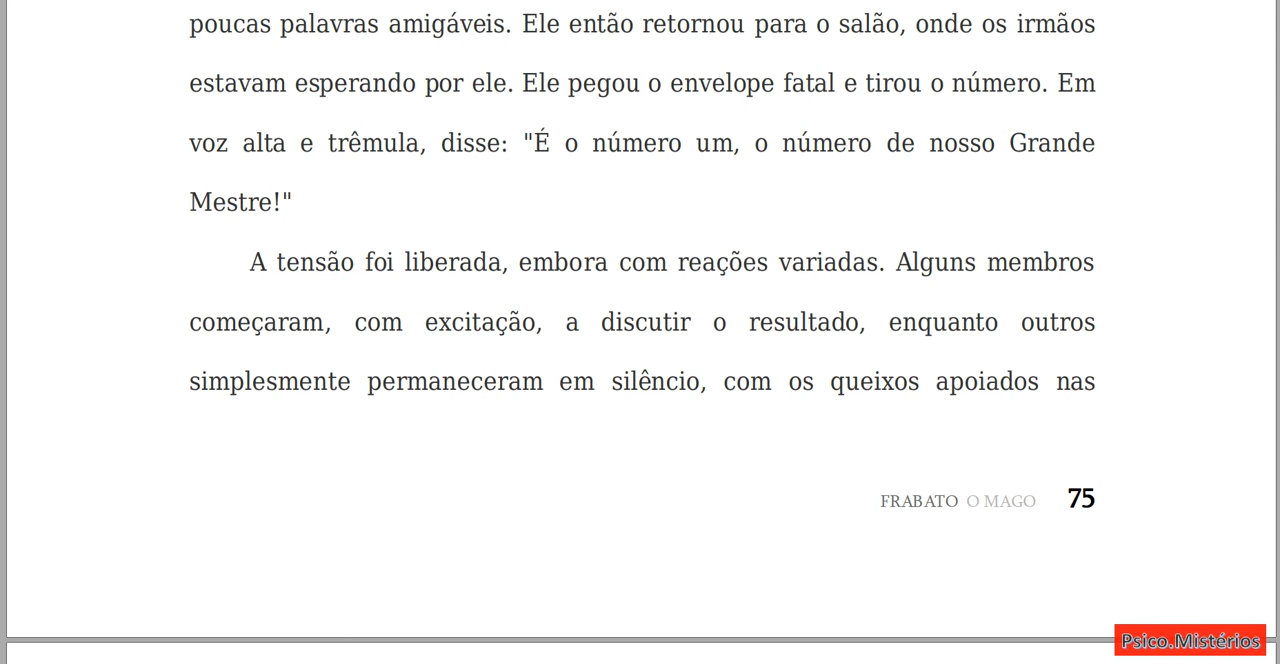 poucas palavras amigáveis. Ele então retornou para o salão, onde os irmãos
estavam esperando por ele. Ele pegou o envelope fatal e tirou o número. Em
voz alta e trêmula, disse: "É o número um, o número de nosso Grande
Mestre!"
A tensão foi liberada, embora com reações variadas. Alguns membros
começaram, com excitação, a discutir o resultado, enquanto outros
simplesmente permaneceram em silêncio, com os queixos apoiados nas
FRABATO O MAGO 75
Psico.Mistérios